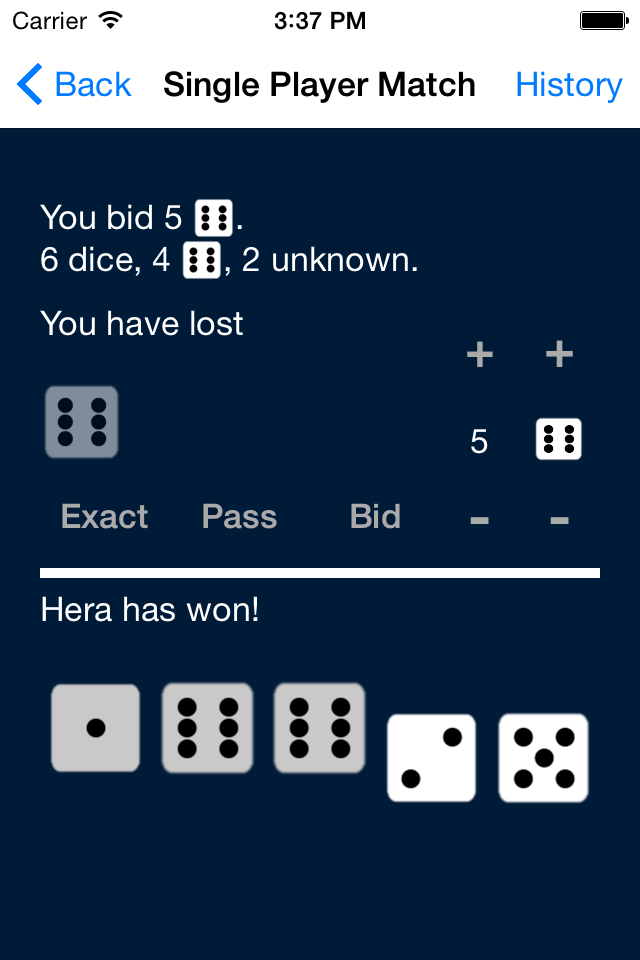 Carrier 3:37 PM
Back Single Player Match History
You bid 5 .
6 dice, 4 , 2 unknown.
You have lost
+ +
5
Exact Pass Bid - -
Hera has won!